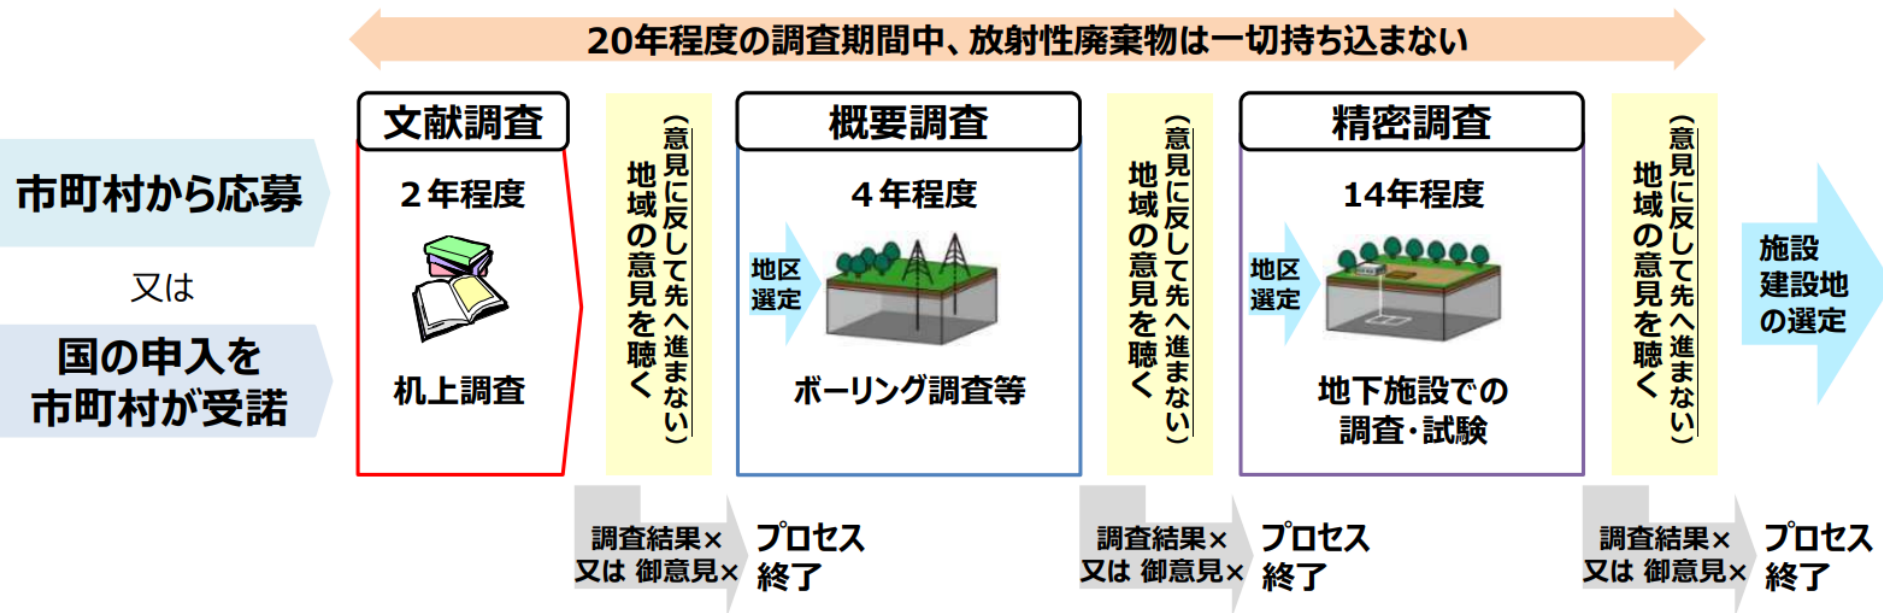 20年程度の調査期間中、放射性廃棄物は一切持ち込まない
市町村から応募
又は
国の申入を
市町村が受諾
文献調査
２年程度
机上調査
(意見に反して先へ進まない)
地域の意見を聴く
調査結果×
又は 御意見×
プロセス
終了
概要調査
４年程度
地区
選定
ボーリング調査等
(意見に反して先へ進まない)
地域の意見を聴く
調査結果×
又は 御意見×
プロセス
終了
精密調査
14年程度
地区
選定
地下施設での
調査・試験
(意見に反して先へ進まない)
地域の意見を聴く
調査結果×
又は 御意見×
プロセス
終了
施設
建設地
の選定